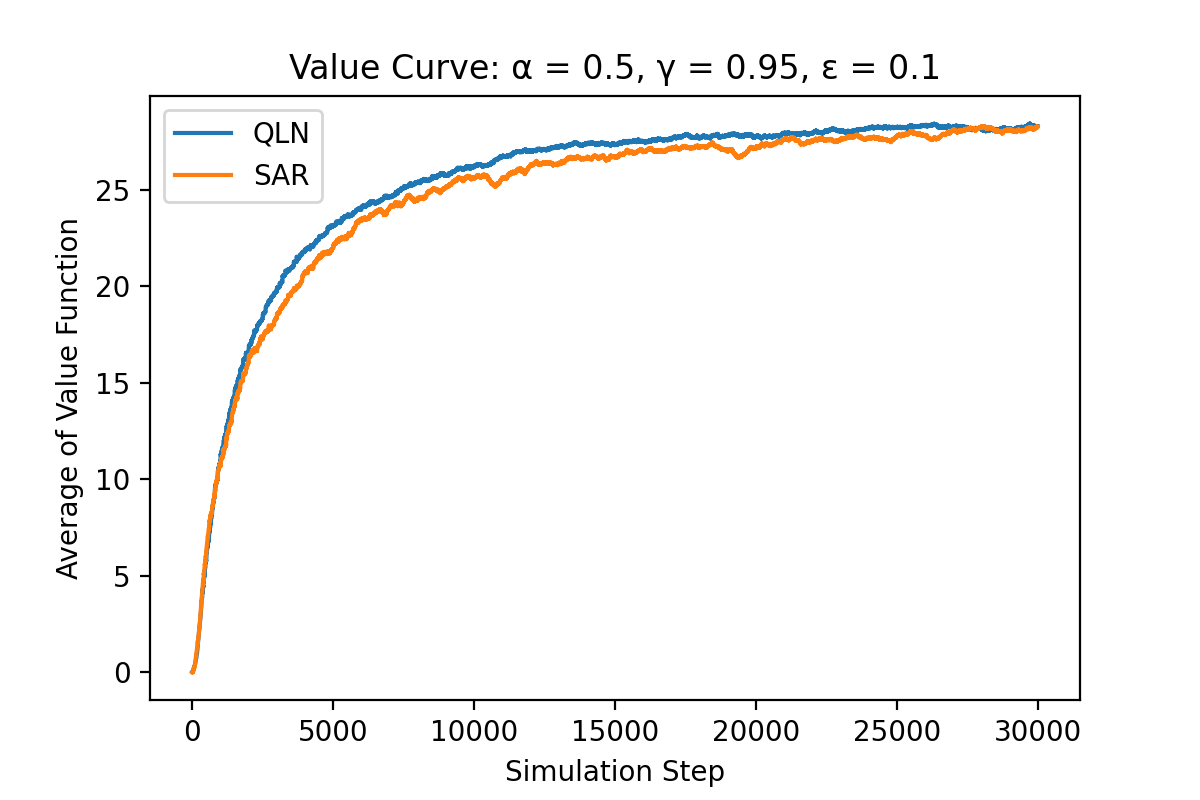 Value Curve: α = 0.5, γ = 0.95, ε = 0.1
QLN
SAR
Average of Value Function
25
20
15
10
5
0
0 5000 10000 15000 20000 25000 30000
Simulation Step